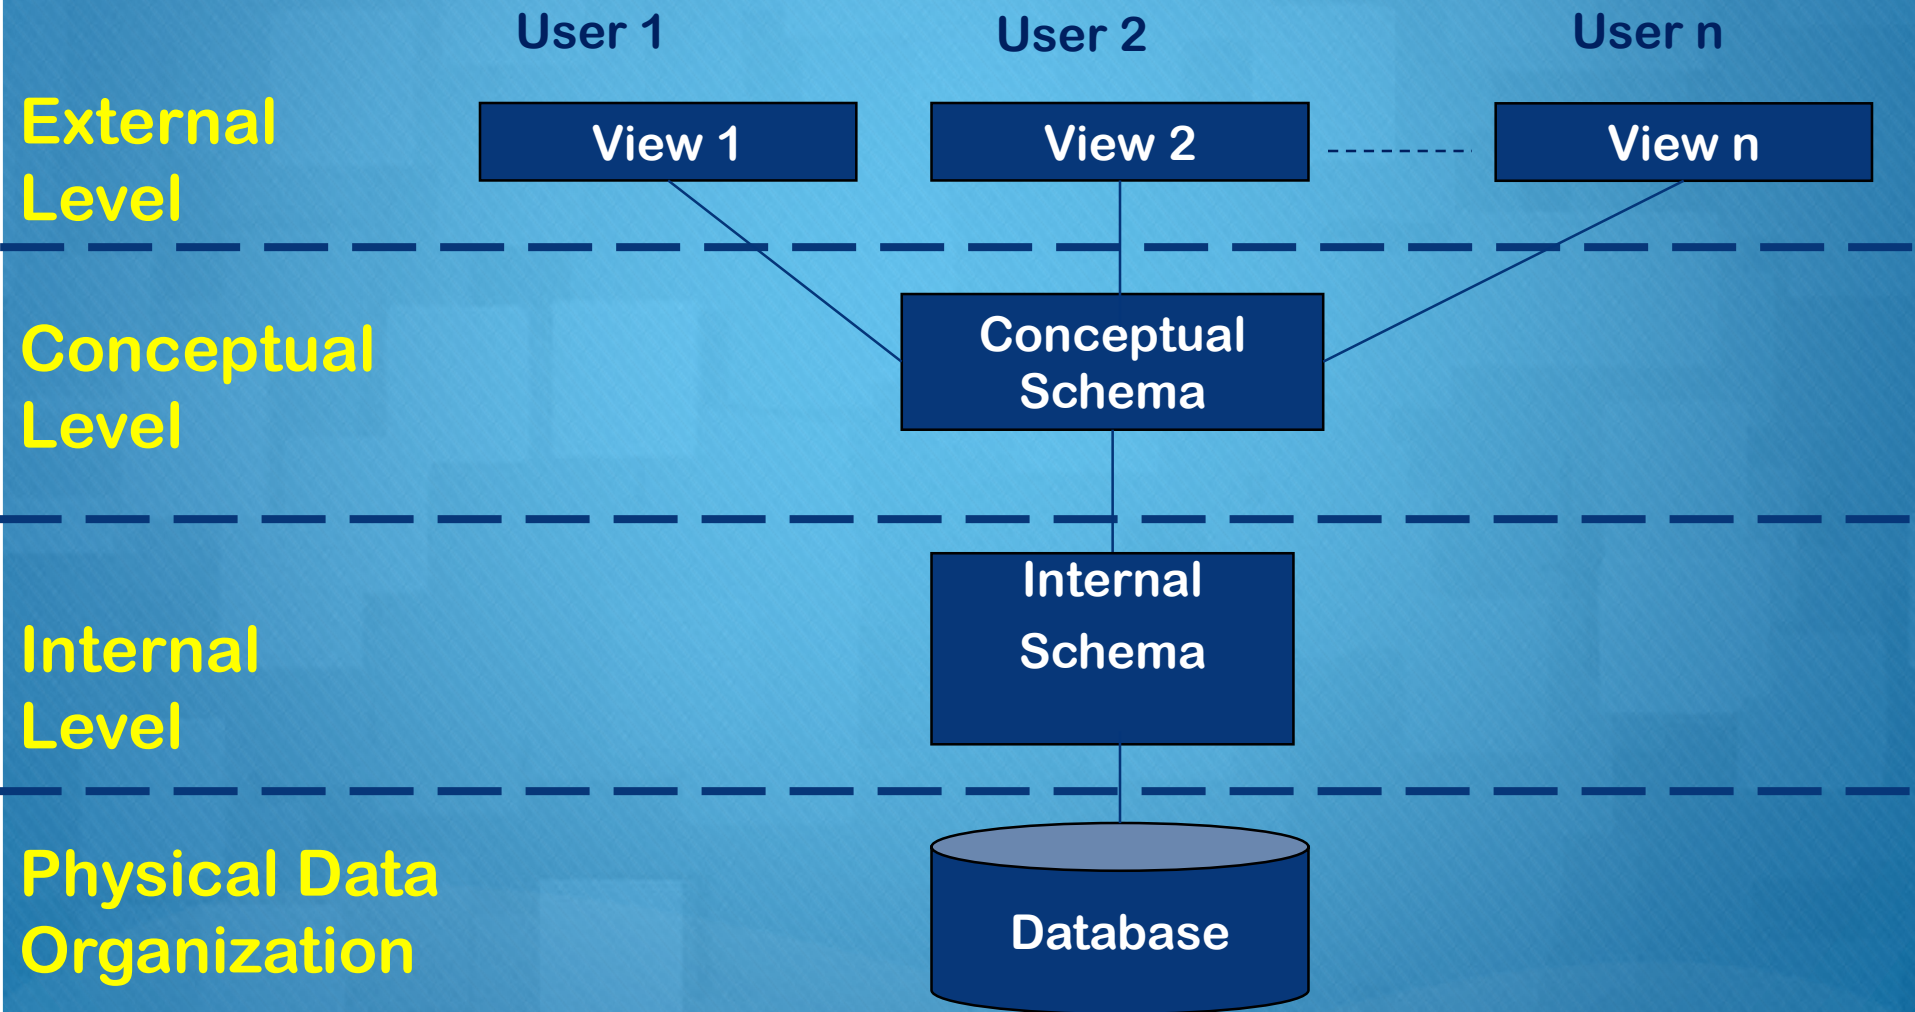 User 1
User 2
User n
External
Level
View 1
View 2
View n
Conceptual
Level
Conceptual
Schema
Internal
Level
Internal
Schema
Physical Data
Organization
Database